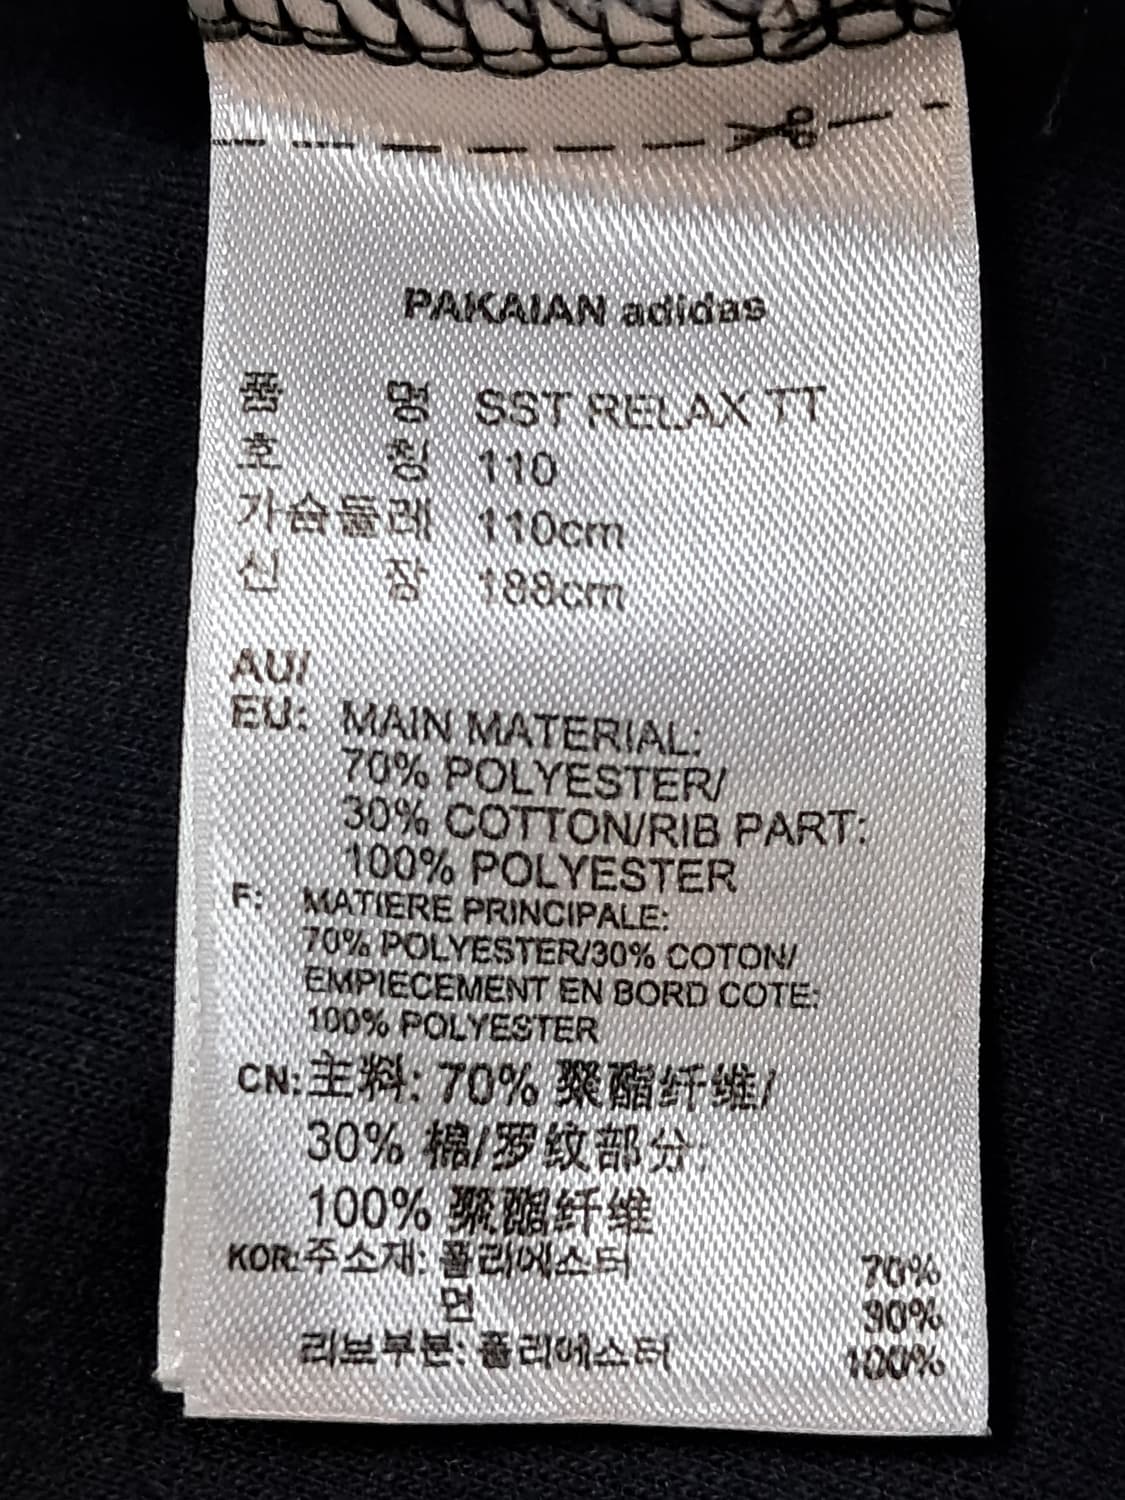 PAKAIAN adidas
품 명 SST RELAX TT
호 칭 110
가슴둘레 110cm
신 장 188cm
AU/
EU: MAIN MATERIAL:
70% POLYESTER/
30% COTTON/RIB PART:
100% POLYESTER
F: MATIERE PRINCIPALE:
70% POLYESTER/30% COTON/
EMPIECEMENT EN BORD COTE:
100% POLYESTER
CN: 主料: 70% 聚酯纤维/
30% 棉/罗纹部分:
100% 聚酯纤维
KOR: 주소재: 폴리에스터 70%
면 30%
리브부분: 폴리에스터 100%